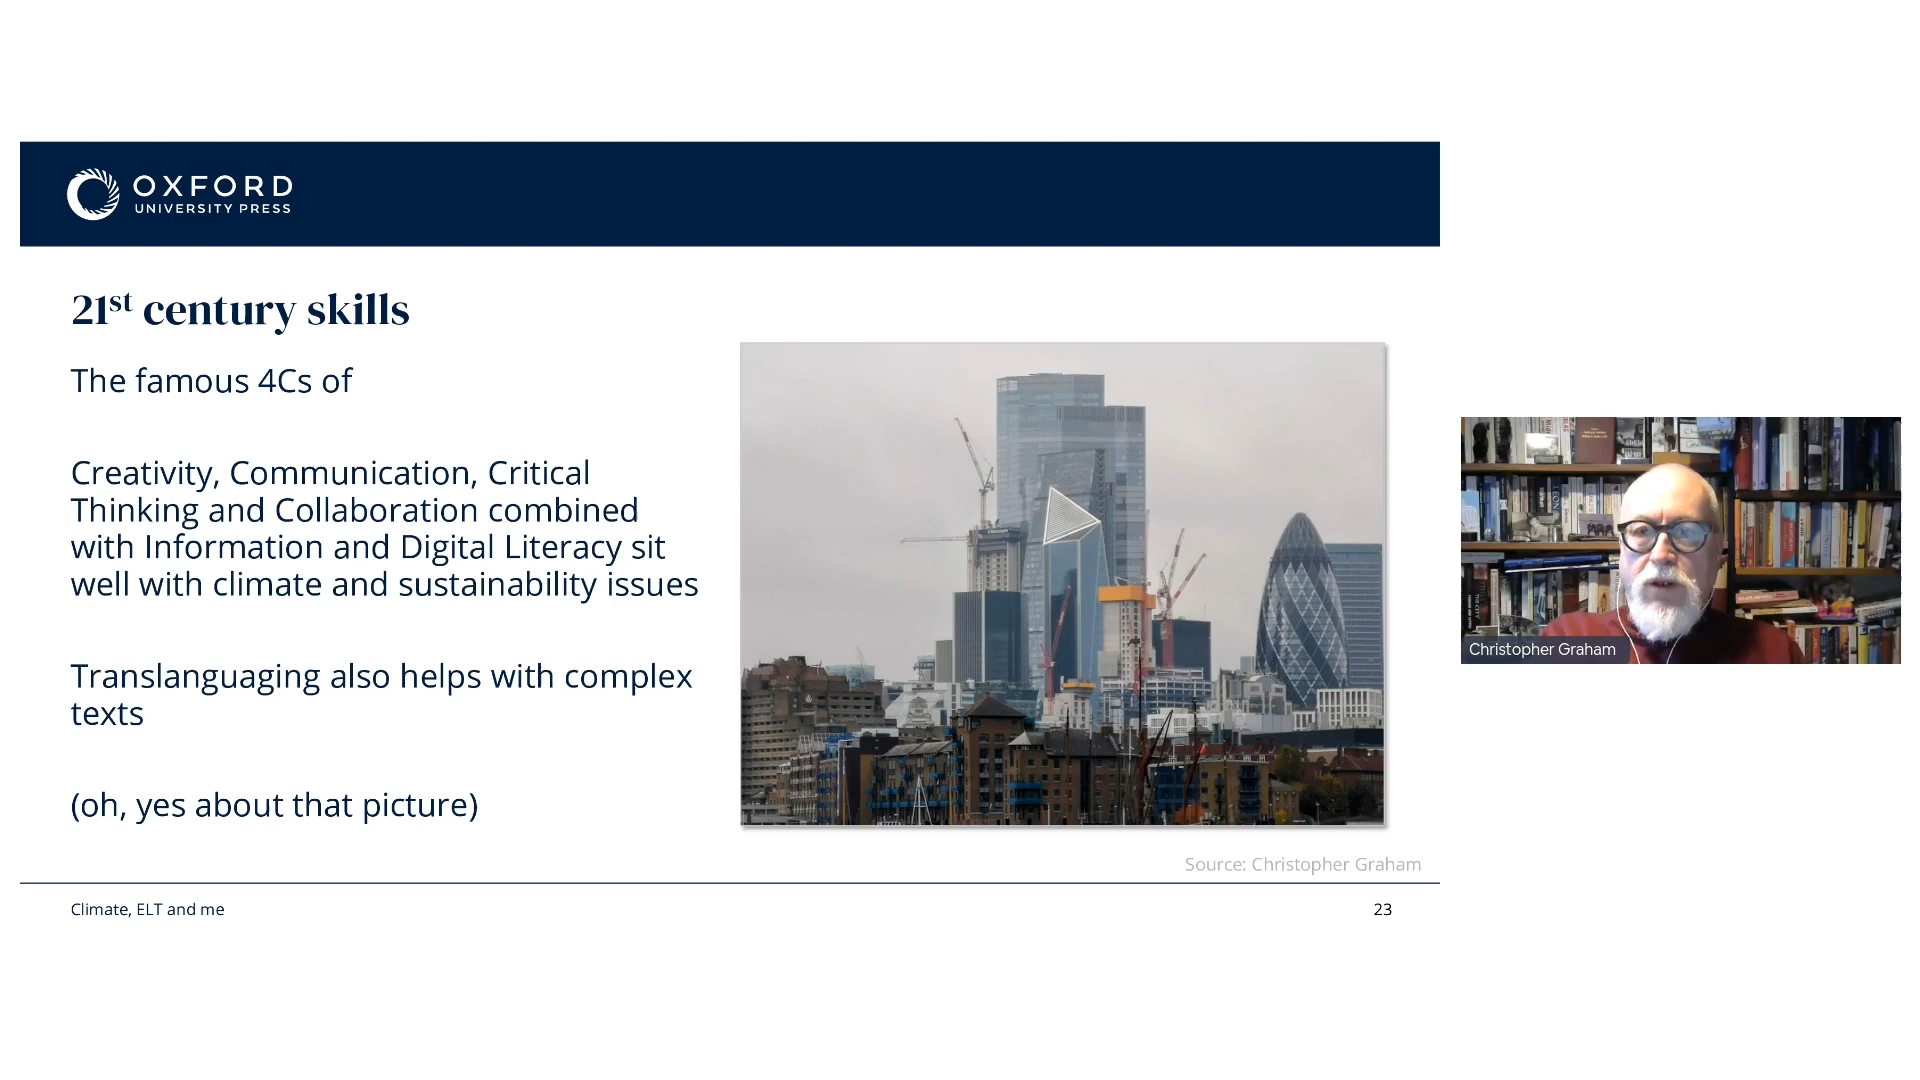 OXFORD
UNIVERSITY PRESS
21st century skills
The famous 4Cs of
Creativity, Communication, Critical
Thinking and Collaboration combined
with Information and Digital Literacy sit
well with climate and sustainability issues
Translanguaging also helps with complex
texts
(oh, yes about that picture)
Source: Christopher Graham
Climate, ELT and me
23
Christopher Graham